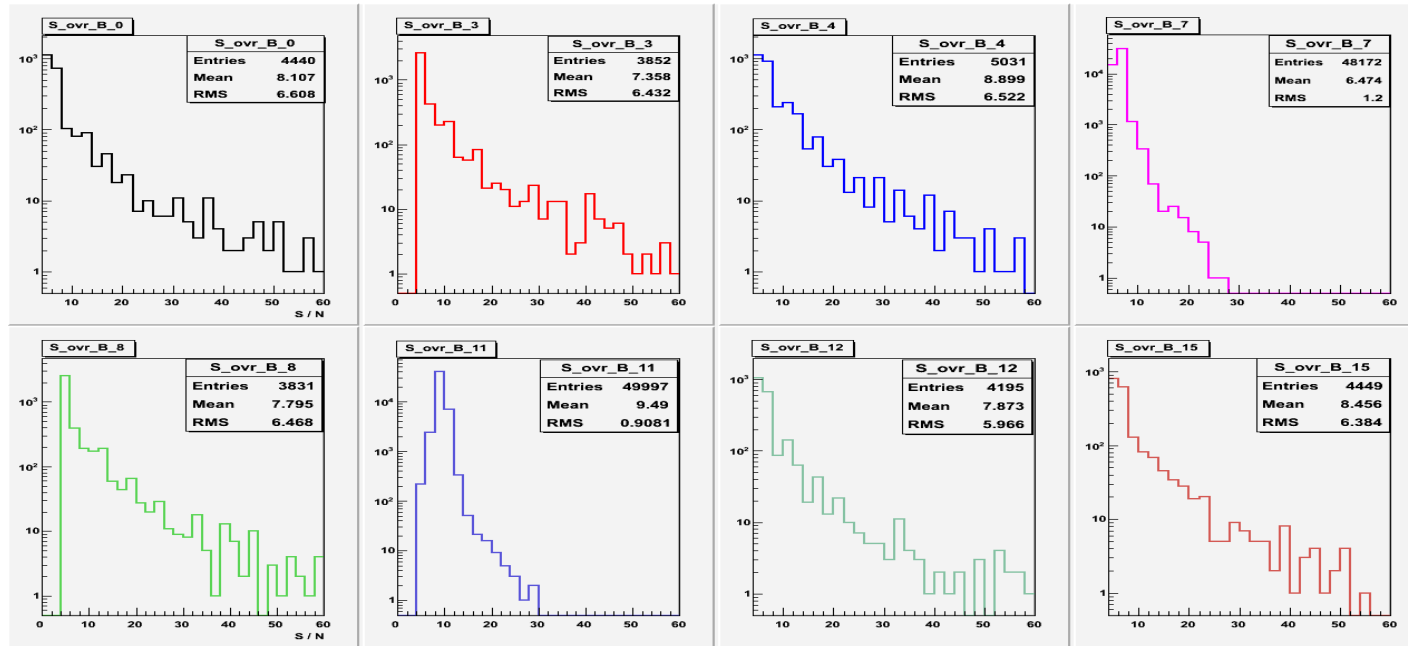 S_ovr_B_0
S_ovr_B_0
Entries 4440
Mean 8.107
RMS 6.608
10³
10²
10
1
10 20 30 40 50 60
S / N
S_ovr_B_3
S_ovr_B_3
Entries 3852
Mean 7.358
RMS 6.432
10³
10²
10
1
0 10 20 30 40 50 60
S_ovr_B_4
S_ovr_B_4
Entries 5031
Mean 8.899
RMS 6.522
10³
10²
10
1
10 20 30 40 50 60
S_ovr_B_7
S_ovr_B_7
Entries 48172
Mean 6.474
RMS 1.2
10⁴
10³
10²
10
1
10 20 30 40 50 60
S_ovr_B_8
S_ovr_B_8
Entries 3831
Mean 7.795
RMS 6.468
10³
10²
10
1
0 10 20 30 40 50 60
S / N
S_ovr_B_11
S_ovr_B_11
Entries 49997
Mean 9.49
RMS 0.9081
10⁴
10³
10²
10
1
0 10 20 30 40 50 60
S_ovr_B_12
S_ovr_B_12
Entries 4195
Mean 7.873
RMS 5.966
10³
10²
10
1
10 20 30 40 50 60
S_ovr_B_15
S_ovr_B_15
Entries 4449
Mean 8.456
RMS 6.384
10³
10²
10
1
10 20 30 40 50 60